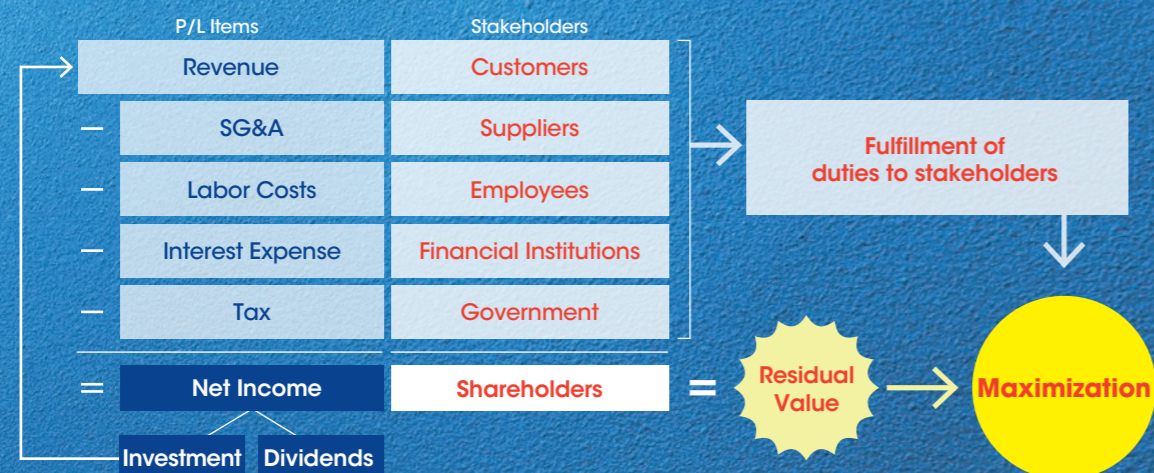 P/L Items Stakeholders
Revenue Customers
— SG&A Suppliers
— Labor Costs Employees
— Interest Expense Financial Institutions
— Tax Government
Fulfillment of
duties to stakeholders
= Net Income Shareholders =
Residual
Value
Maximization
Investment Dividends